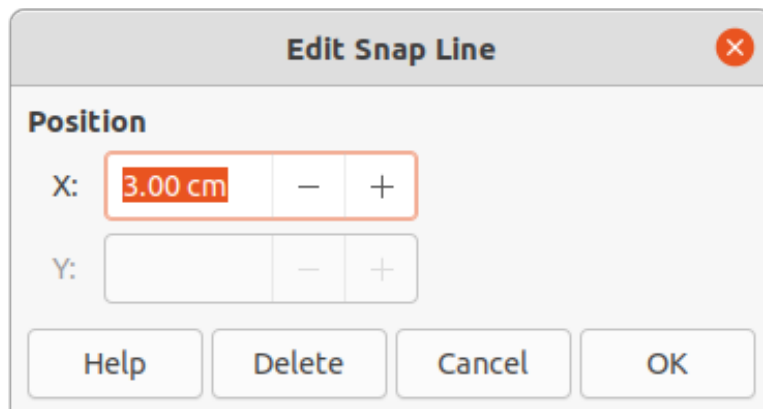 Edit Snap Line
Position
X: 3.00 cm − +
Y: − +
Help Delete Cancel OK